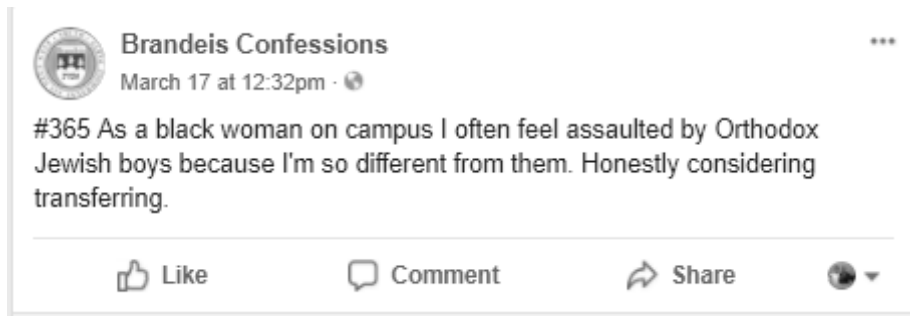 Brandeis Confessions
March 17 at 12:32pm ·
#365 As a black woman on campus I often feel assaulted by Orthodox
Jewish boys because I'm so different from them. Honestly considering
transferring.
Like
Comment
Share